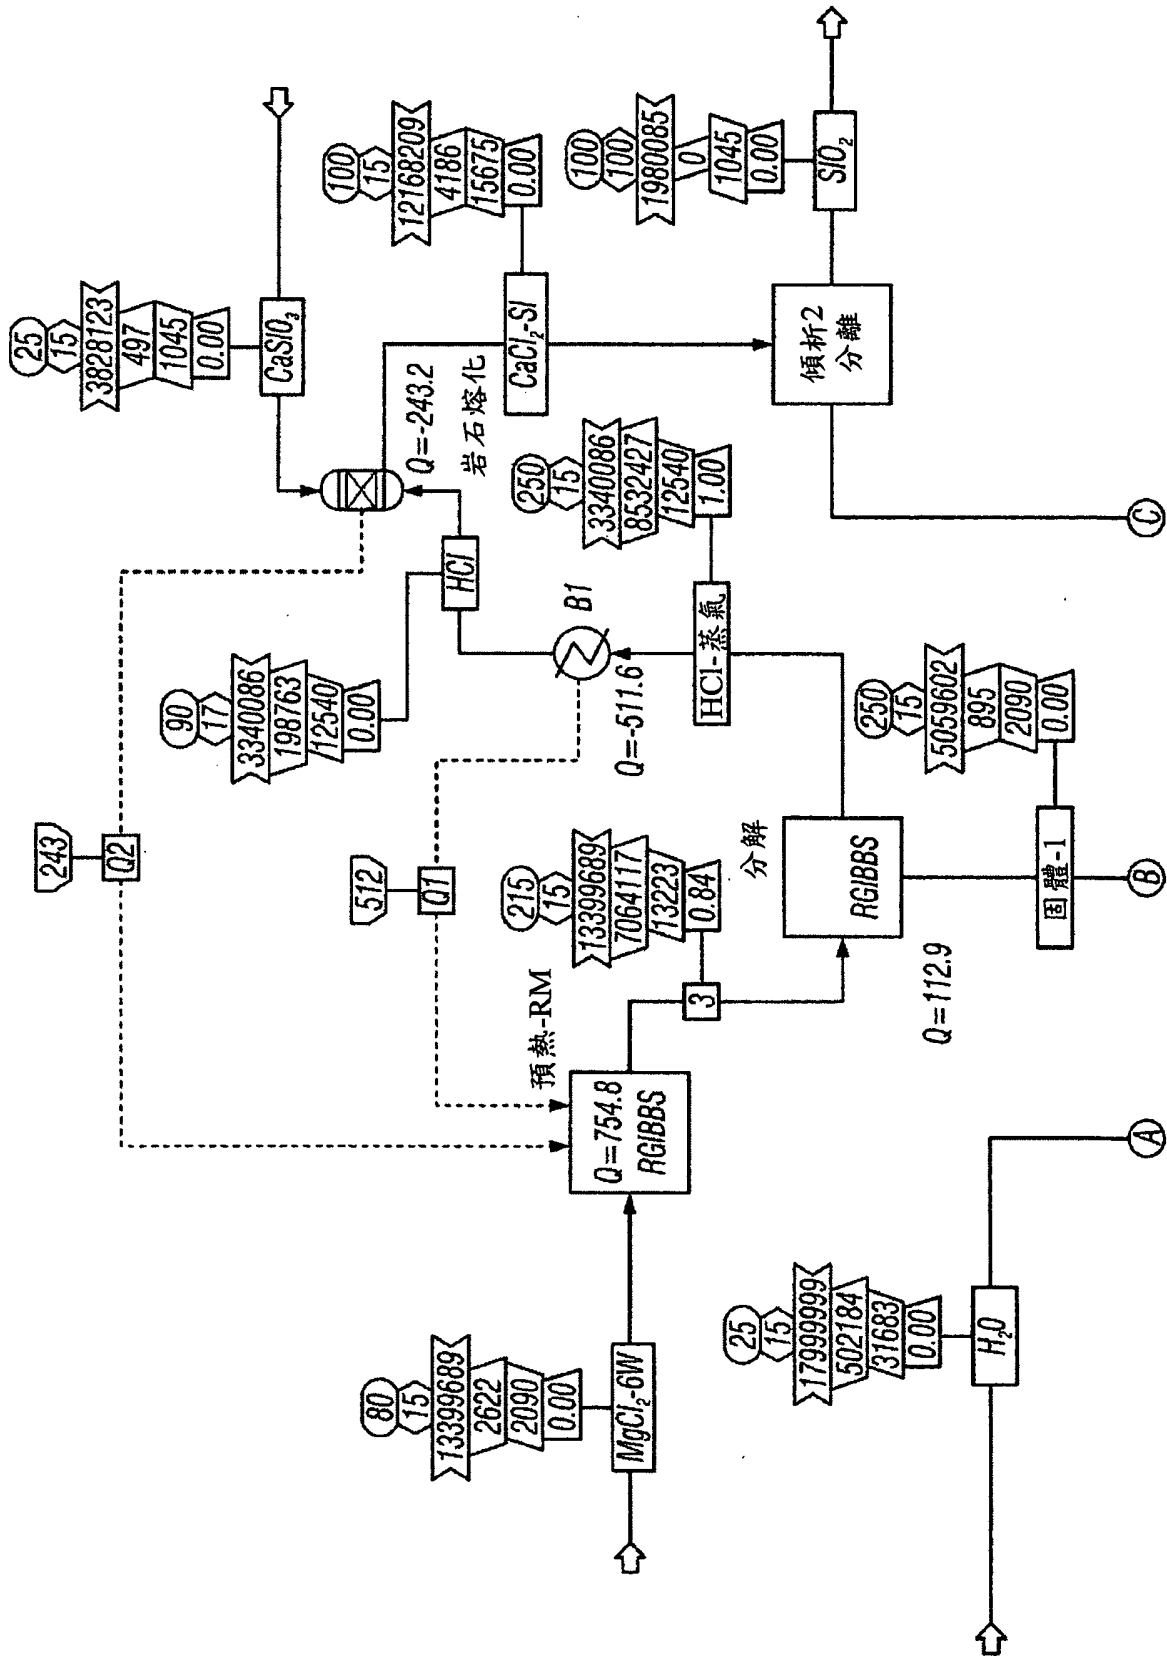 25
15
3828123
497
1045
0.00
CaSiO₃
100
15
12168209
4186
15675
0.00
CaCl₂-SI
100
100
1980085
0
1045
0.00
SIO₂
傾析2
分離
C
Q=-243.2
岩石熔化
243
Q2
90
17
3340086
198763
12540
0.00
HCl
512
Q1
B1
Q=-511.6
250
15
3340086
8532427
12540
1.00
HCl-蒸氣
預熱-RM
Q=754.8
RGIBBS
215
15
13399689
7064117
13223
0.84
3
分解
RGIBBS
Q=112.9
250
15
5059602
895
2090
0.00
固體-1
B
80
15
13399689
2622
2090
0.00
MgCl₂-6W
25
15
17999999
502184
31683
0.00
H₂O
A